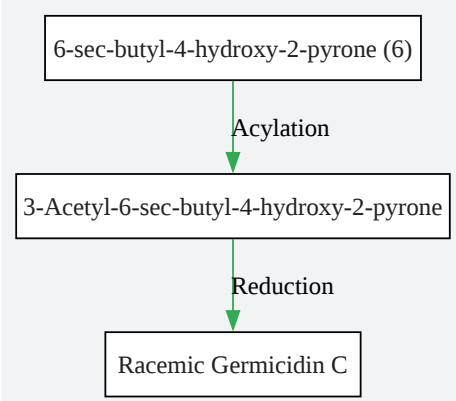 6-sec-butyl-4-hydroxy-2-pyrone (6)
Acylation
3-Acetyl-6-sec-butyl-4-hydroxy-2-pyrone
Reduction
Racemic Germicidin C